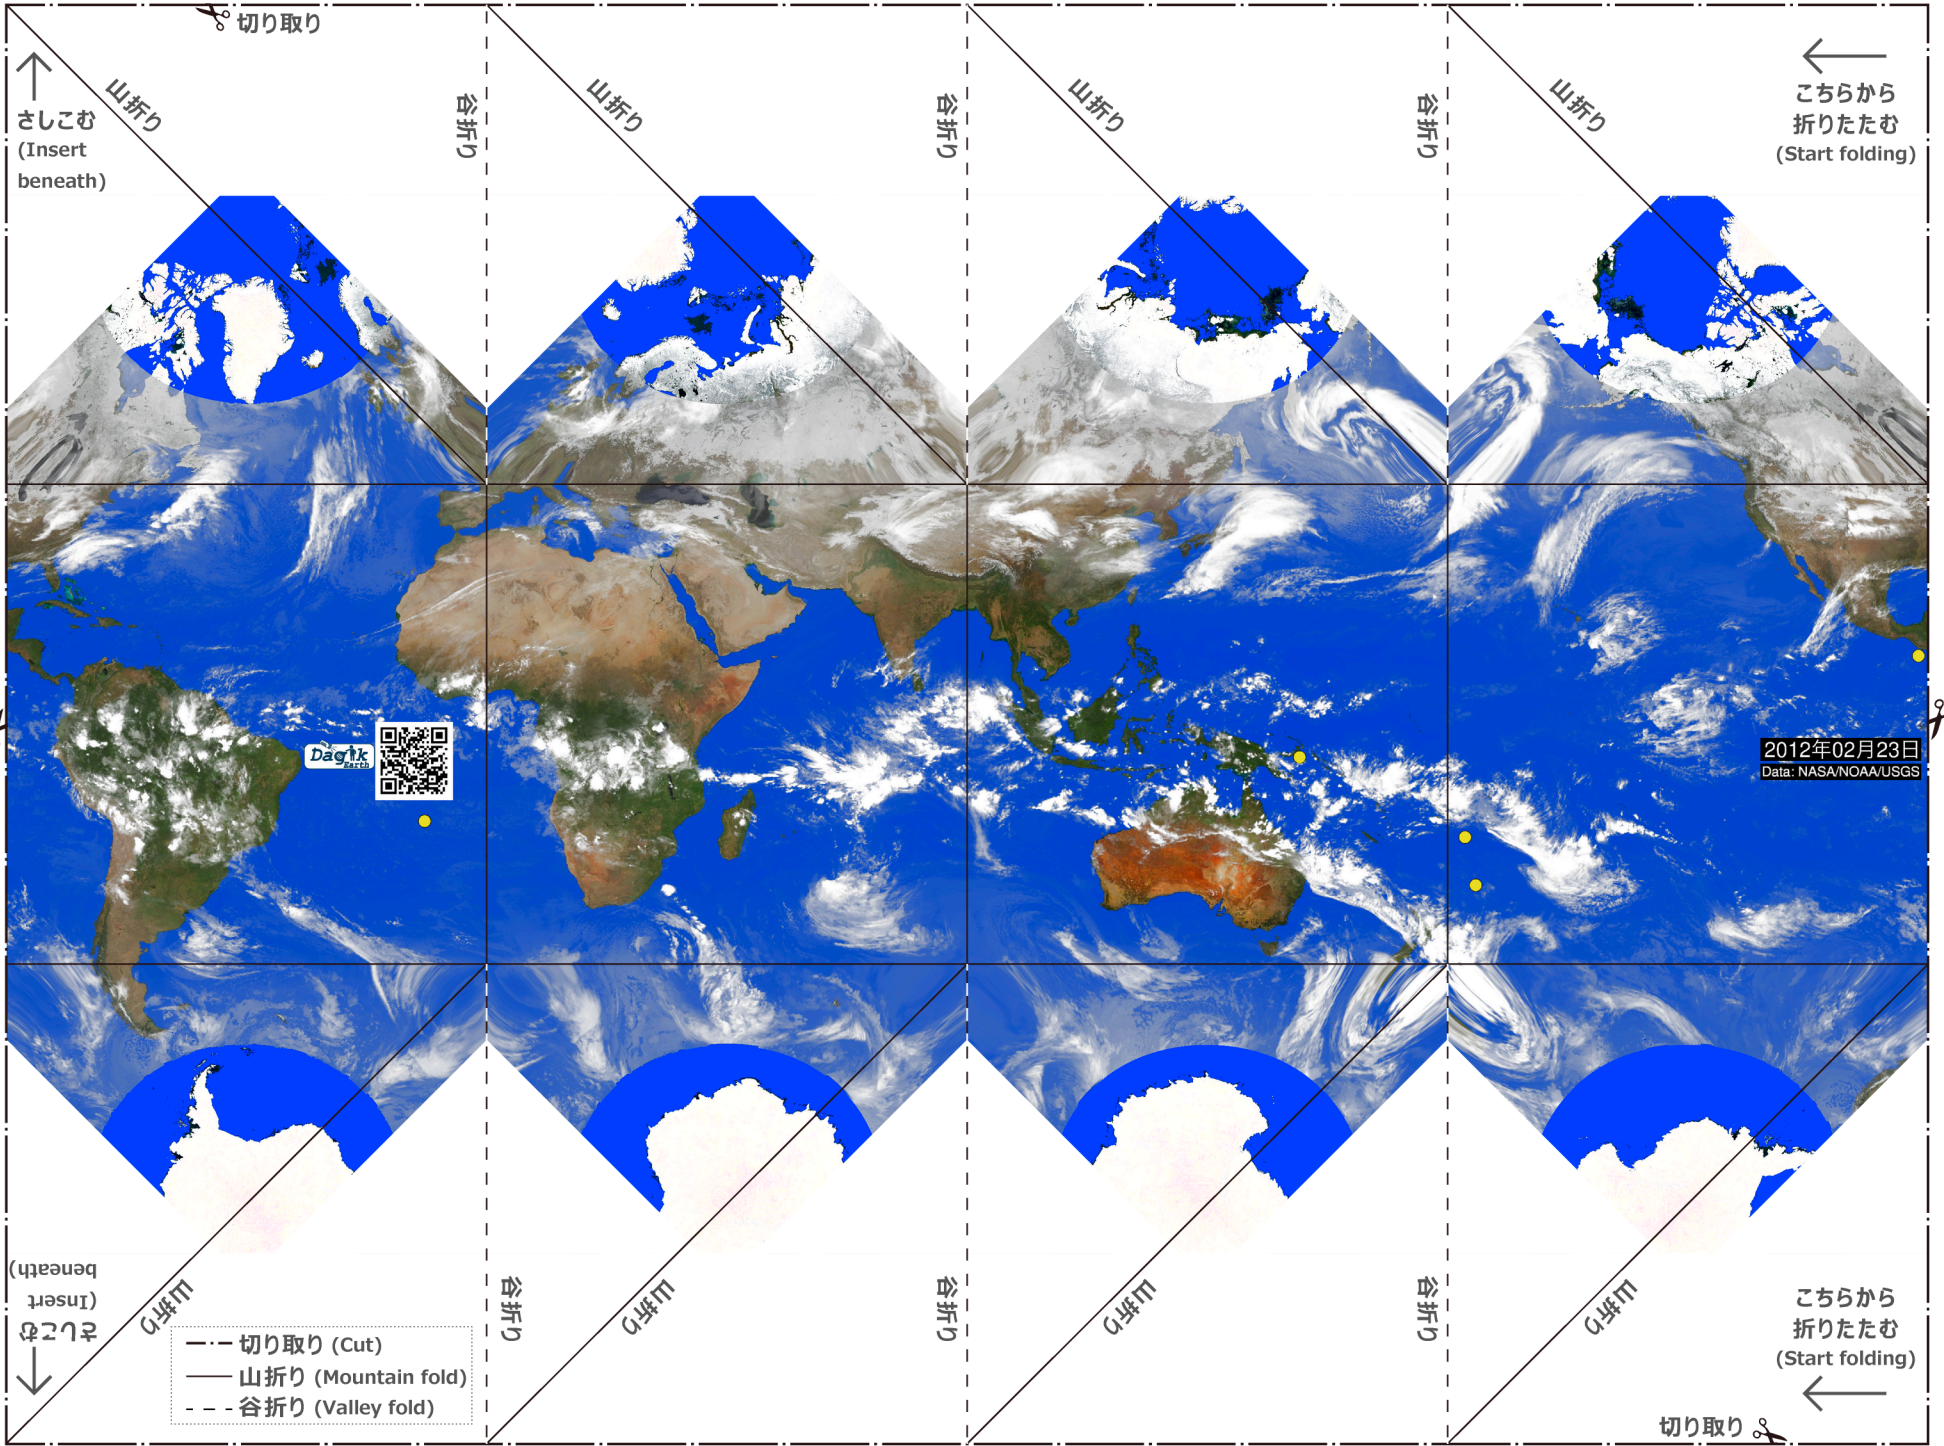 切り取り
山折り
谷折り
山折り
谷折り
山折り
谷折り
山折り
さしこむ
(Insert
beneath)
こちらから
折りたたむ
(Start folding)
Dagik
Earth
2012年02月23日
Data: NASA/NOAA/USGS
さしこむ
(Insert
beneath)
山折り
谷折り
山折り
谷折り
山折り
谷折り
山折り
こちらから
折りたたむ
(Start folding)
切り取り (Cut)
山折り (Mountain fold)
谷折り (Valley fold)
切り取り